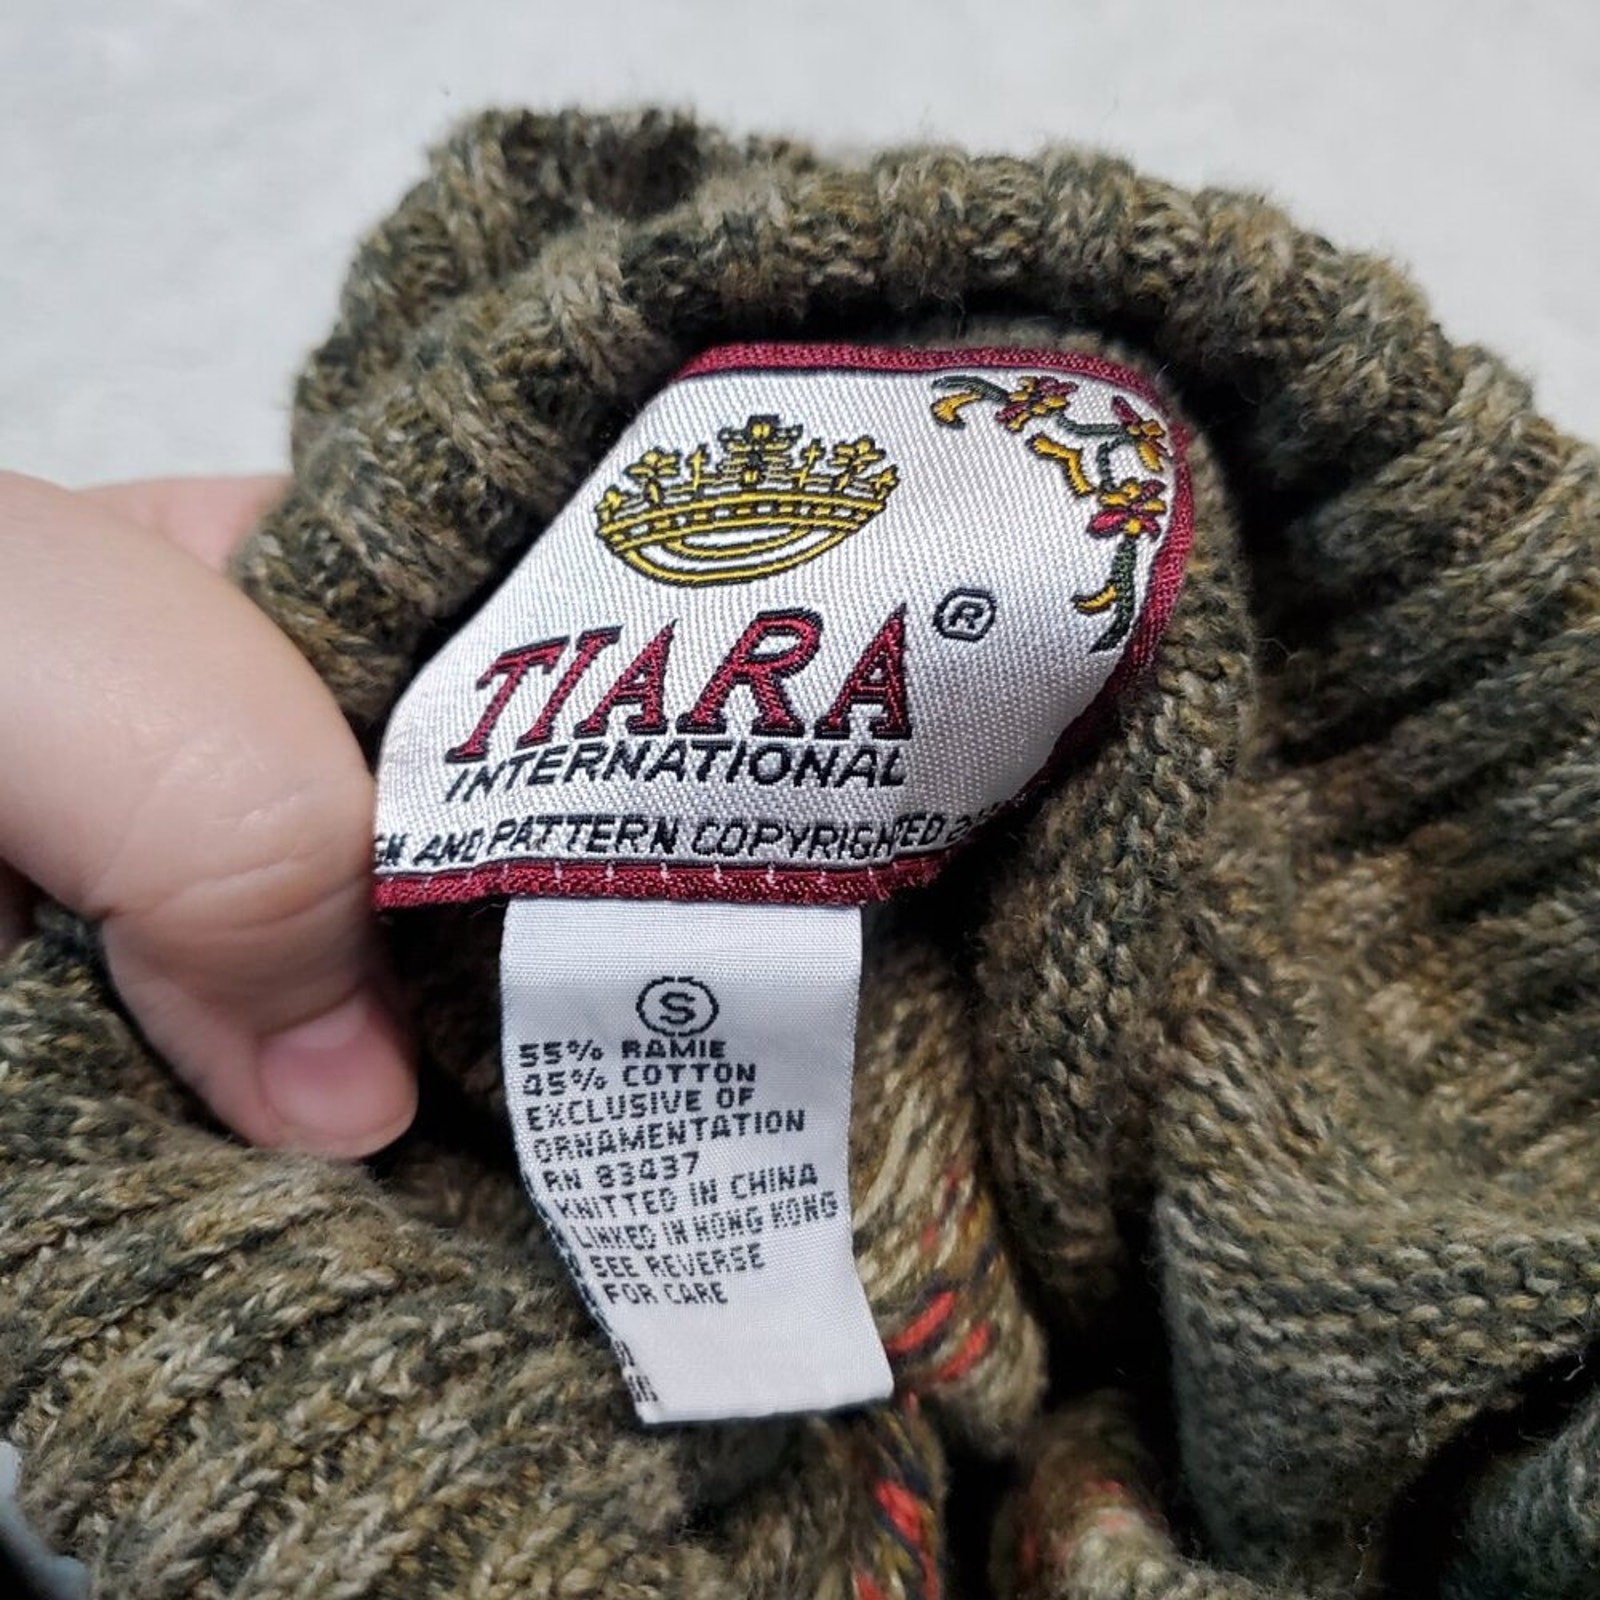 TIARA ®
INTERNATIONAL
AND PATTERN COPYRIGHTED
S
55% RAMIE
45% COTTON
EXCLUSIVE OF
ORNAMENTATION
RN 83437
KNITTED IN CHINA
LINKED IN HONG KONG
SEE REVERSE
FOR CARE